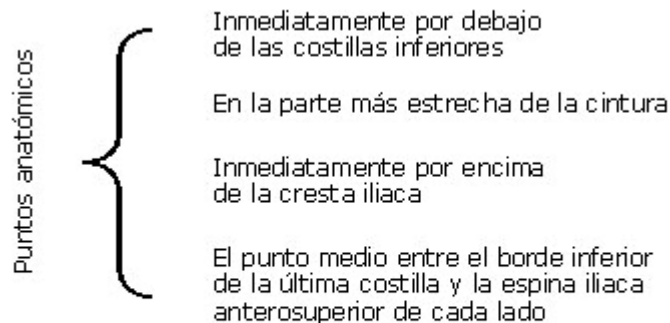 Puntos anatómicos
Inmediatamente por debajo
de las costillas inferiores
En la parte más estrecha de la cintura
Inmediatamente por encima
de la cresta iliaca
El punto medio entre el borde inferior
de la última costilla y la espina iliaca
anterosuperior de cada lado